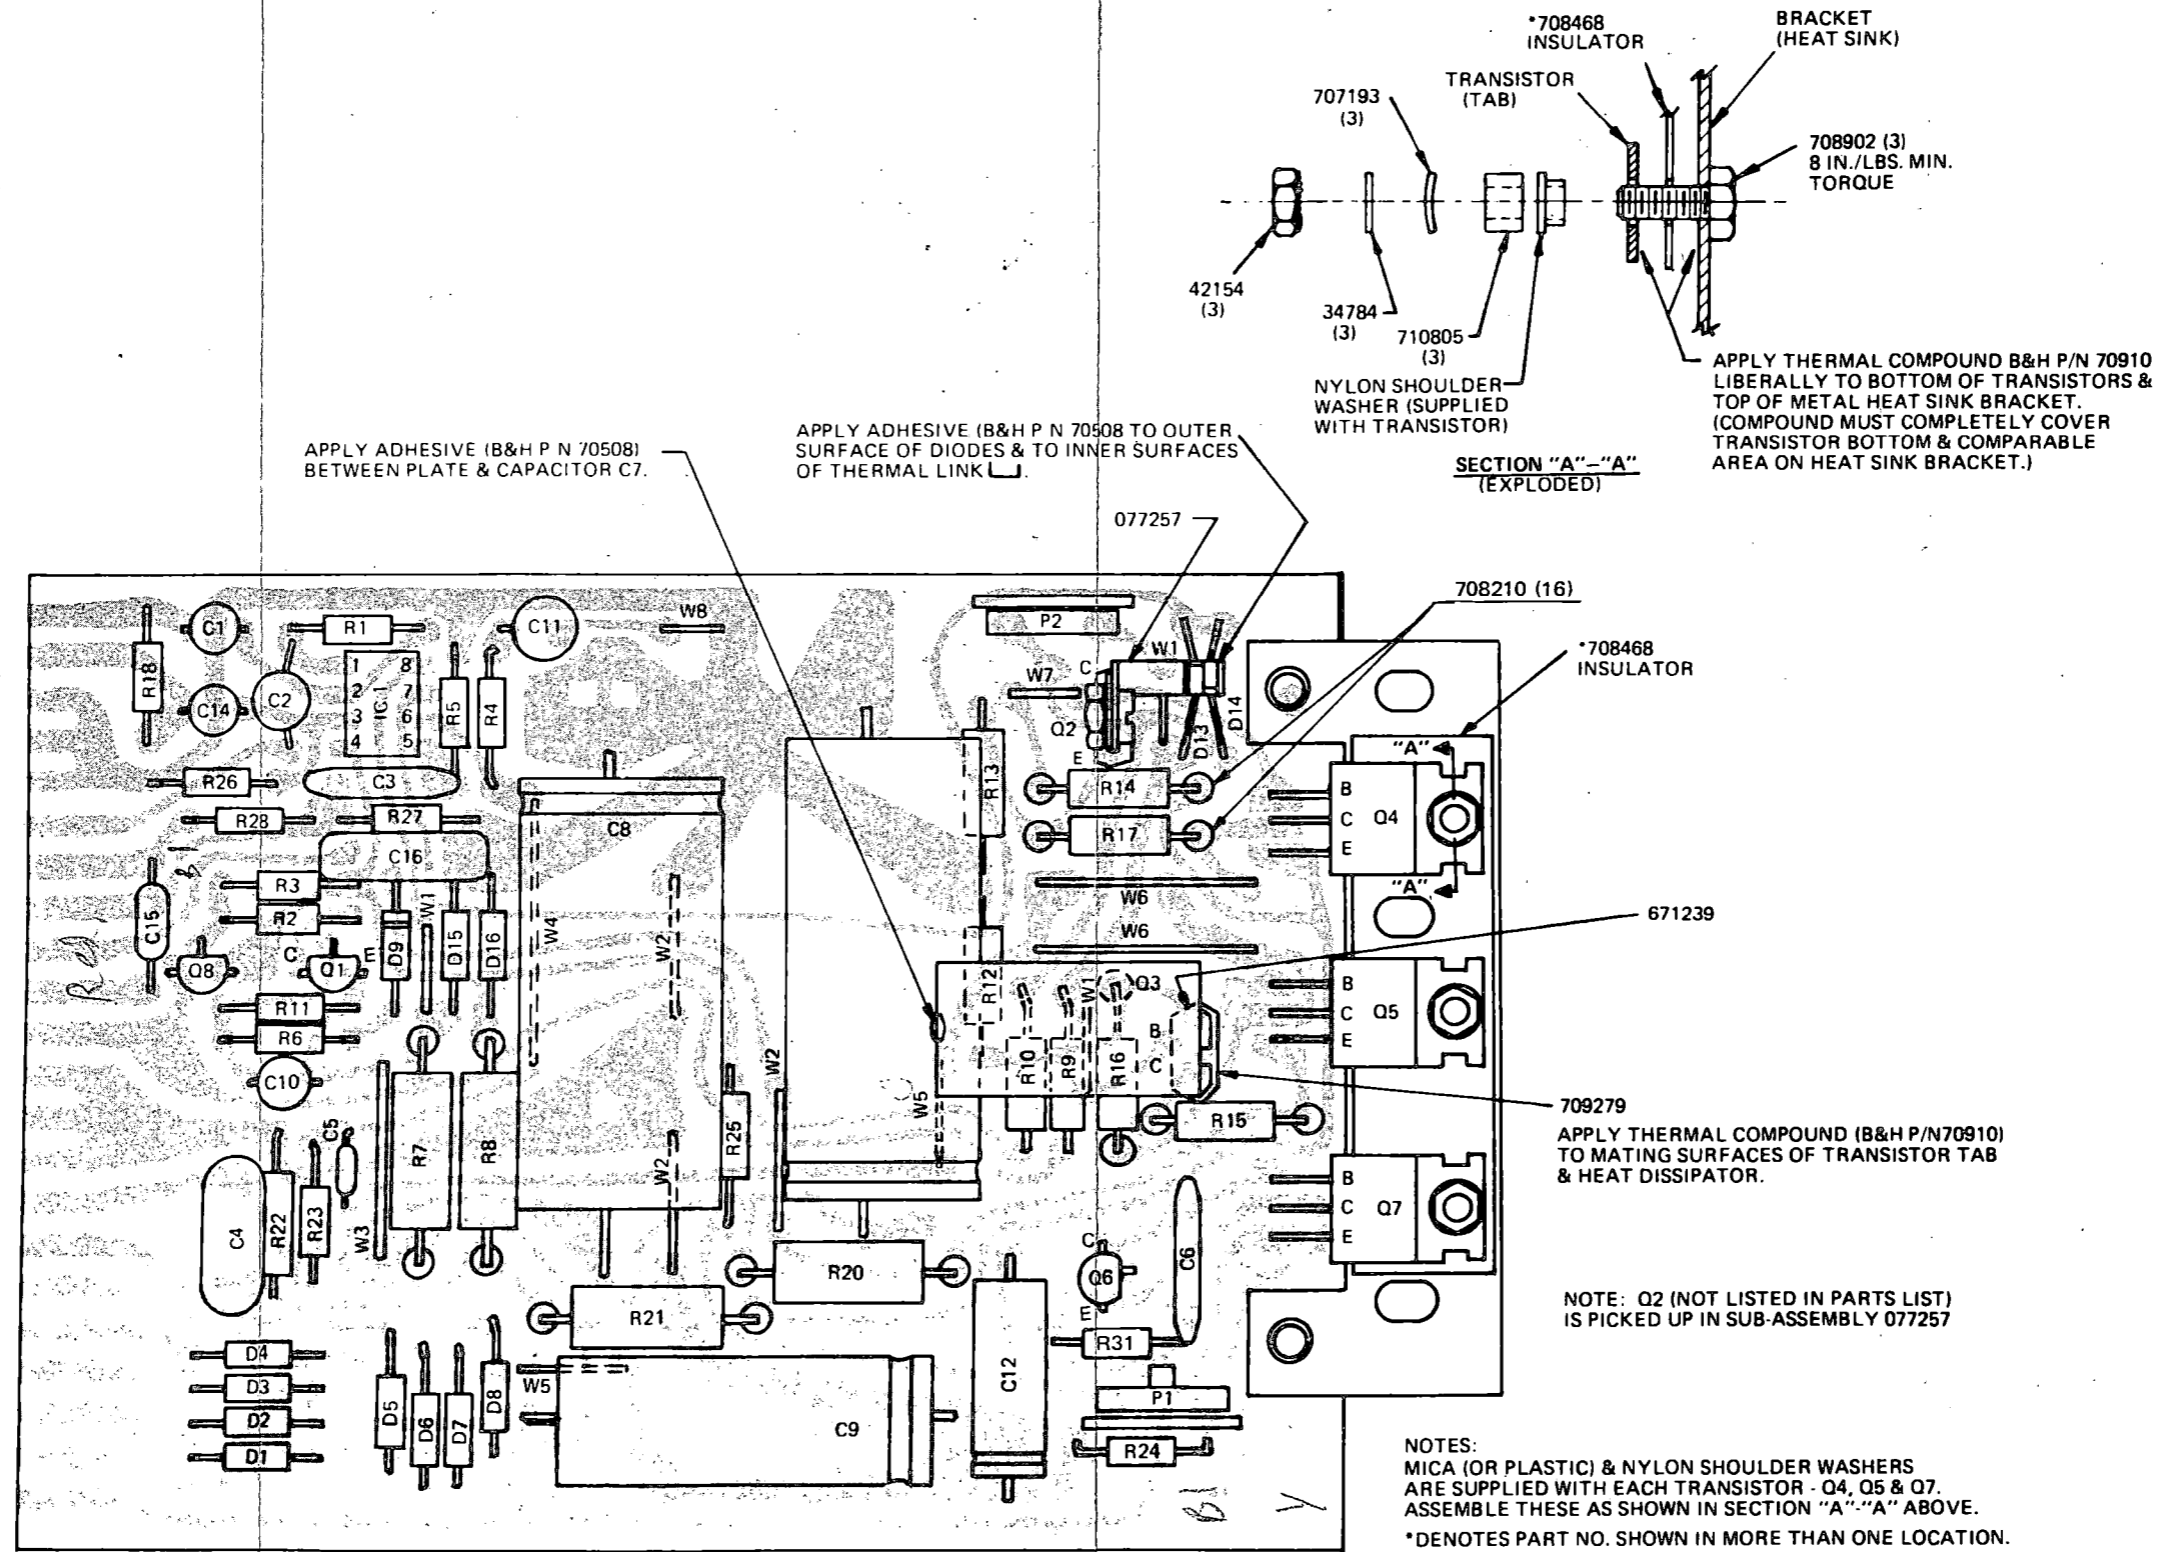 *708468
INSULATOR
BRACKET
(HEAT SINK)
TRANSISTOR
(TAB)
707193
(3)
708902 (3)
8 IN./LBS. MIN.
TORQUE
42154
(3)
34784
(3)
710805
(3)
NYLON SHOULDER
WASHER (SUPPLIED
WITH TRANSISTOR)
APPLY THERMAL COMPOUND B&H P/N 70910
LIBERALLY TO BOTTOM OF TRANSISTORS &
TOP OF METAL HEAT SINK BRACKET.
(COMPOUND MUST COMPLETELY COVER
TRANSISTOR BOTTOM & COMPARABLE
AREA ON HEAT SINK BRACKET.)
SECTION "A"–"A"
(EXPLODED)
APPLY ADHESIVE (B&H P N 70508)
BETWEEN PLATE & CAPACITOR C7.
APPLY ADHESIVE (B&H P N 70508 TO OUTER
SURFACE OF DIODES & TO INNER SURFACES
OF THERMAL LINK .
077257
708210 (16)
*708468
INSULATOR
C1
R1
C11
W8
P2
R18
C14
C2
1 8
2 7
3 6
4 5
IC1
R5
R4
W7
C
Q2
E
W1
D13
D14
R26
C3
R28
R27
C16
C8
R13
R14
R17
"A"
B
C
E
Q4
"A"
R3
R2
C15
Q8
C
Q1
E
D9
W1
D15
D16
W4
W2
W6
W6
671239
R11
R6
C10
R12
W1
Q3
B
C
R10
R9
R16
B
C
E
Q5
C5
R7
R8
R25
W2
W5
R15
709279
APPLY THERMAL COMPOUND (B&H P/N70910)
TO MATING SURFACES OF TRANSISTOR TAB
& HEAT DISSIPATOR.
C4
R22
R23
W3
W2
R20
R21
C
Q6
E
C6
B
C
E
Q7
NOTE: Q2 (NOT LISTED IN PARTS LIST)
IS PICKED UP IN SUB-ASSEMBLY 077257
R31
D4
D3
D2
D1
D5
D6
D7
D8
W5
C9
C12
P1
R24
NOTES:
MICA (OR PLASTIC) & NYLON SHOULDER WASHERS
ARE SUPPLIED WITH EACH TRANSISTOR - Q4, Q5 & Q7.
ASSEMBLE THESE AS SHOWN IN SECTION "A"-"A" ABOVE.
*DENOTES PART NO. SHOWN IN MORE THAN ONE LOCATION.